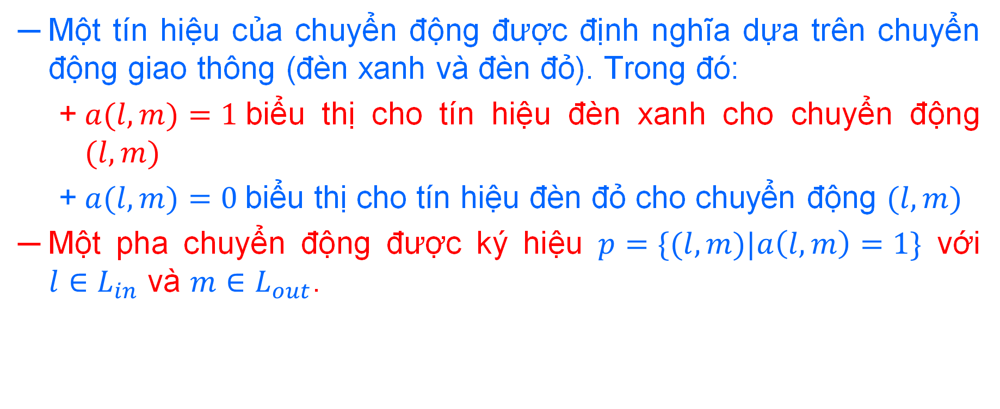 – Một tín hiệu của chuyển động được định nghĩa dựa trên chuyển
động giao thông (đèn xanh và đèn đỏ). Trong đó:
+ a(l,m) = 1 biểu thị cho tín hiệu đèn xanh cho chuyển động
(l,m)
+ a(l,m) = 0 biểu thị cho tín hiệu đèn đỏ cho chuyển động (l,m)
– Một pha chuyển động được ký hiệu p = {(l,m)|a(l,m) = 1} với
l ∈ L_{in} và m ∈ L_{out}.